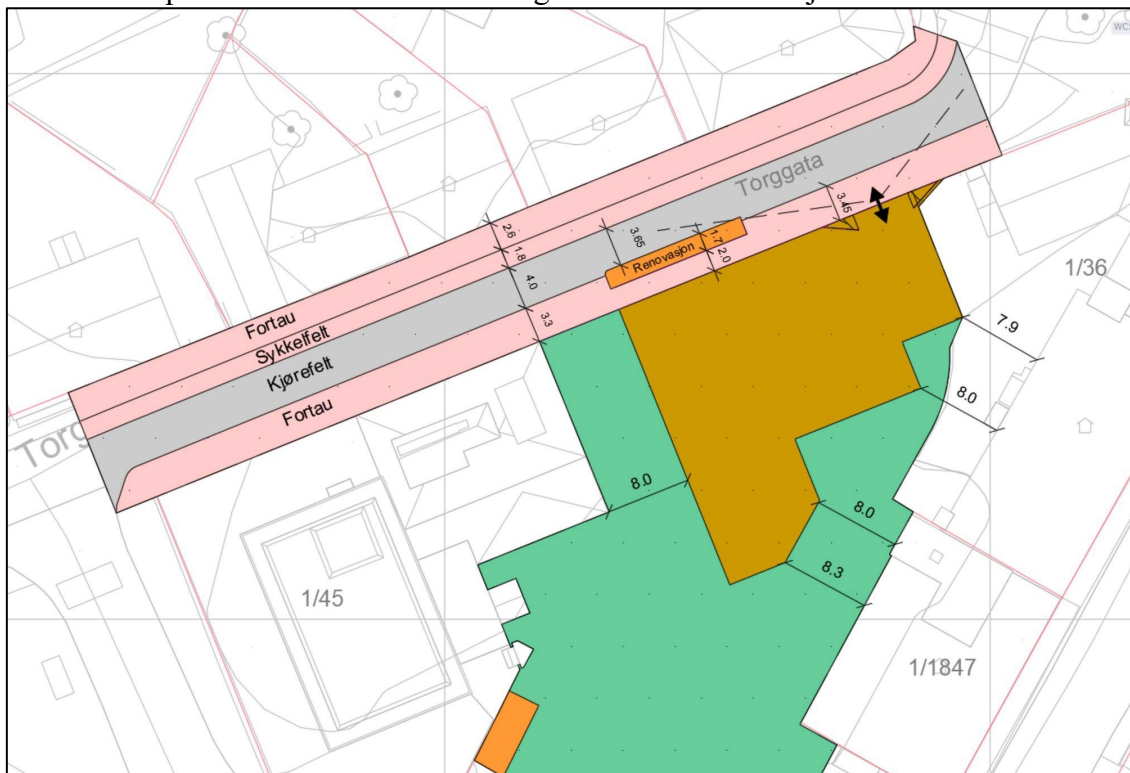 WC
Torggata
3.45
2.6
1.8
4.0
3.3
3.65
1.7
2.0
Renovasjon
1/36
7.9
8.0
Fortau
Sykkelfelt
Kjørefelt
Fortau
Torg
8.0
8.0
8.3
1/45
1/1847